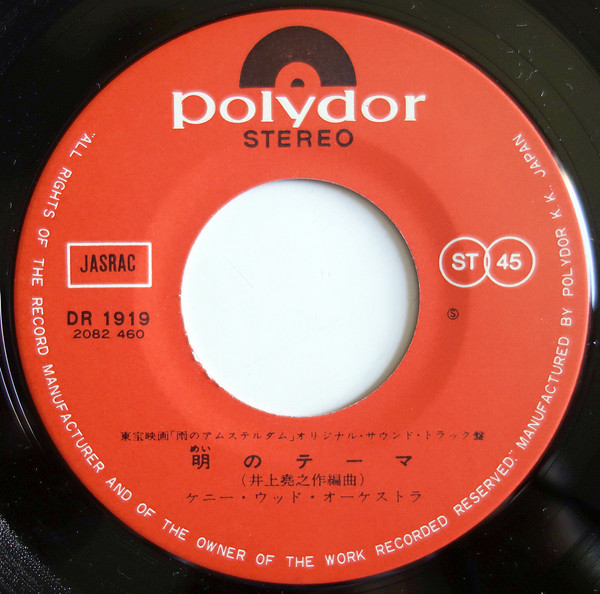 polydor
STEREO
JASRAC
ST 45
DR 1919
2082 460
Ⓢ
東宝映画「雨のアムステルダム」オリジナル・サウンド・トラック盤
めい
明のテーマ
(井上堯之作編曲)
ケニー・ウッド・オーケストラ
"ALL RIGHTS OF THE RECORD MANUFACTURER AND OF THE OWNER OF THE WORK RECORDED RESERVED." MANUFACTURED BY POLYDOR K.K., JAPAN